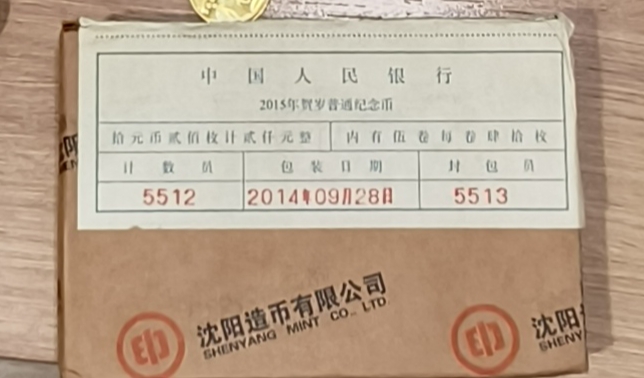 中国人民银行
2015年贺岁普通纪念币
拾元币贰佰枚计贰仟元整 内有伍卷每卷肆拾枚
计数员 包装日期 封包员
5512 2014年09月28日 5513
沈阳造币有限公司
SHENYANG MINT CO., LTD
沈阳
SHENY